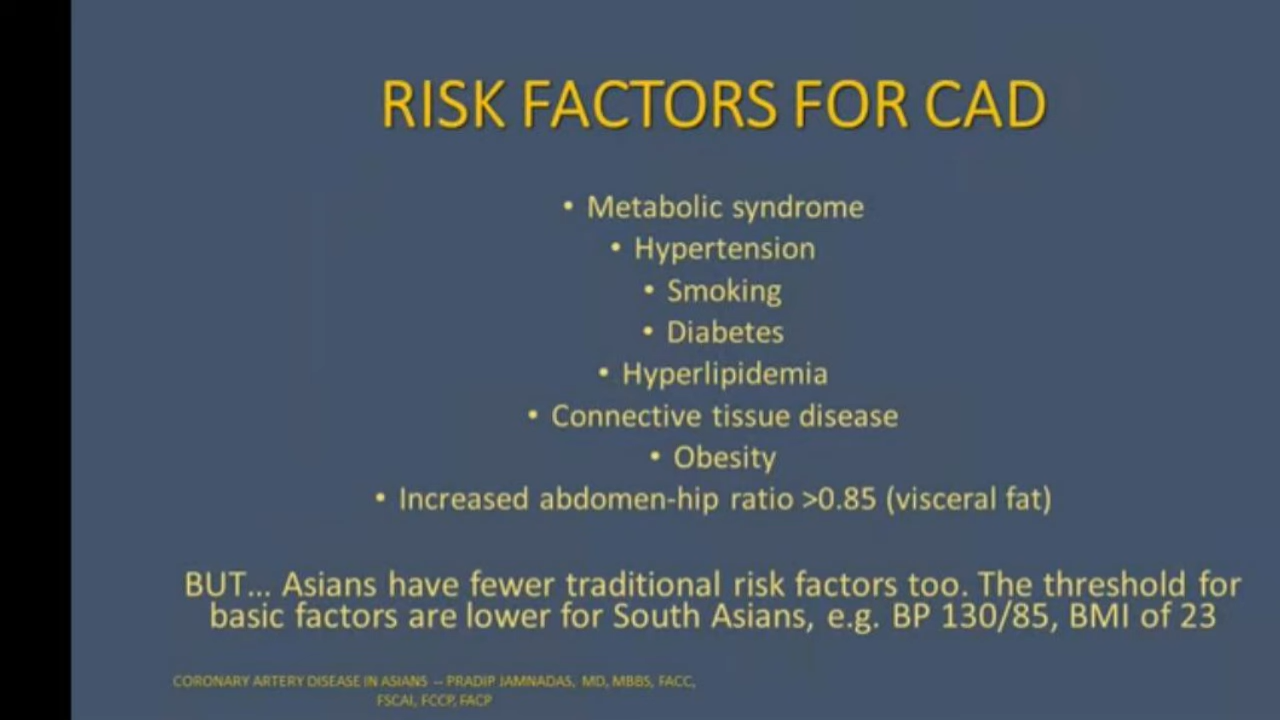 RISK FACTORS FOR CAD
• Metabolic syndrome
• Hypertension
• Smoking
• Diabetes
• Hyperlipidemia
• Connective tissue disease
• Obesity
• Increased abdomen-hip ratio >0.85 (visceral fat)
BUT... Asians have fewer traditional risk factors too. The threshold for
basic factors are lower for South Asians, e.g. BP 130/85, BMI of 23
CORONARY ARTERY DISEASE IN ASIANS -- PRADIP JAMNADAS, MD, MBBS, FACC,
FSCAI, FCCP, FACP